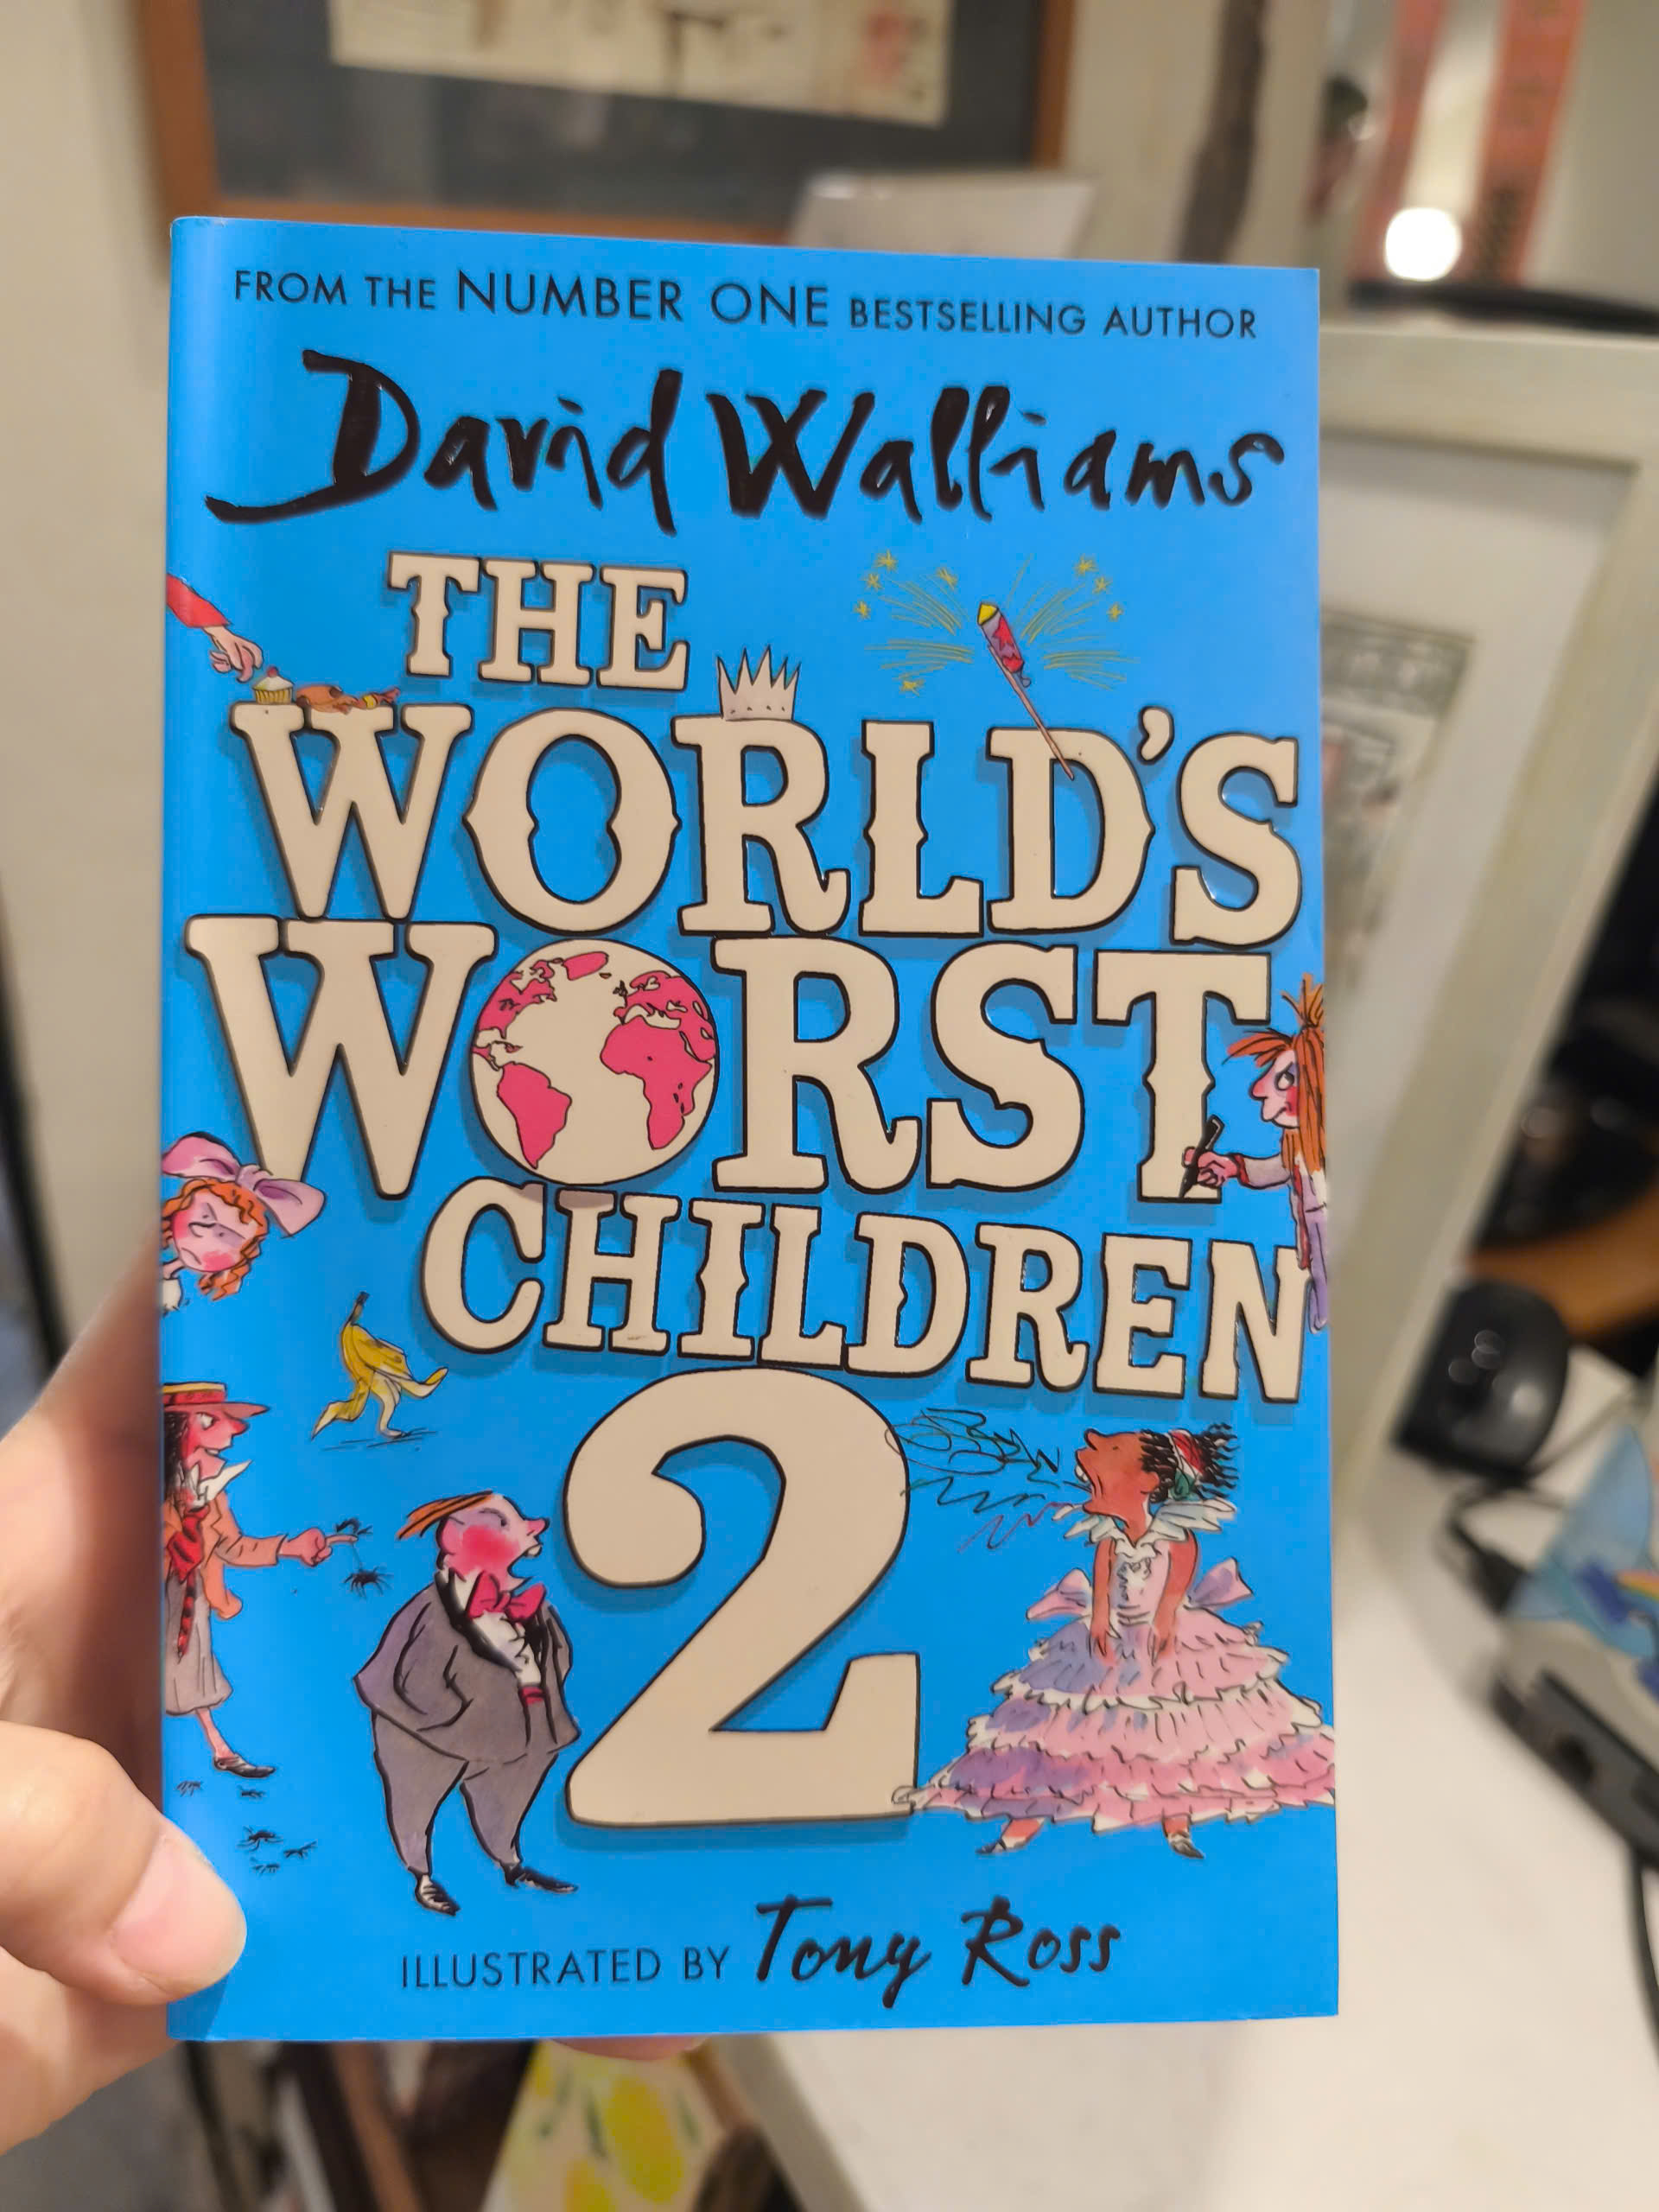 FROM THE NUMBER ONE BESTSELLING AUTHOR
David Walliams
THE
WORLD'S
WORST
CHILDREN
2
ILLUSTRATED BY Tony Ross